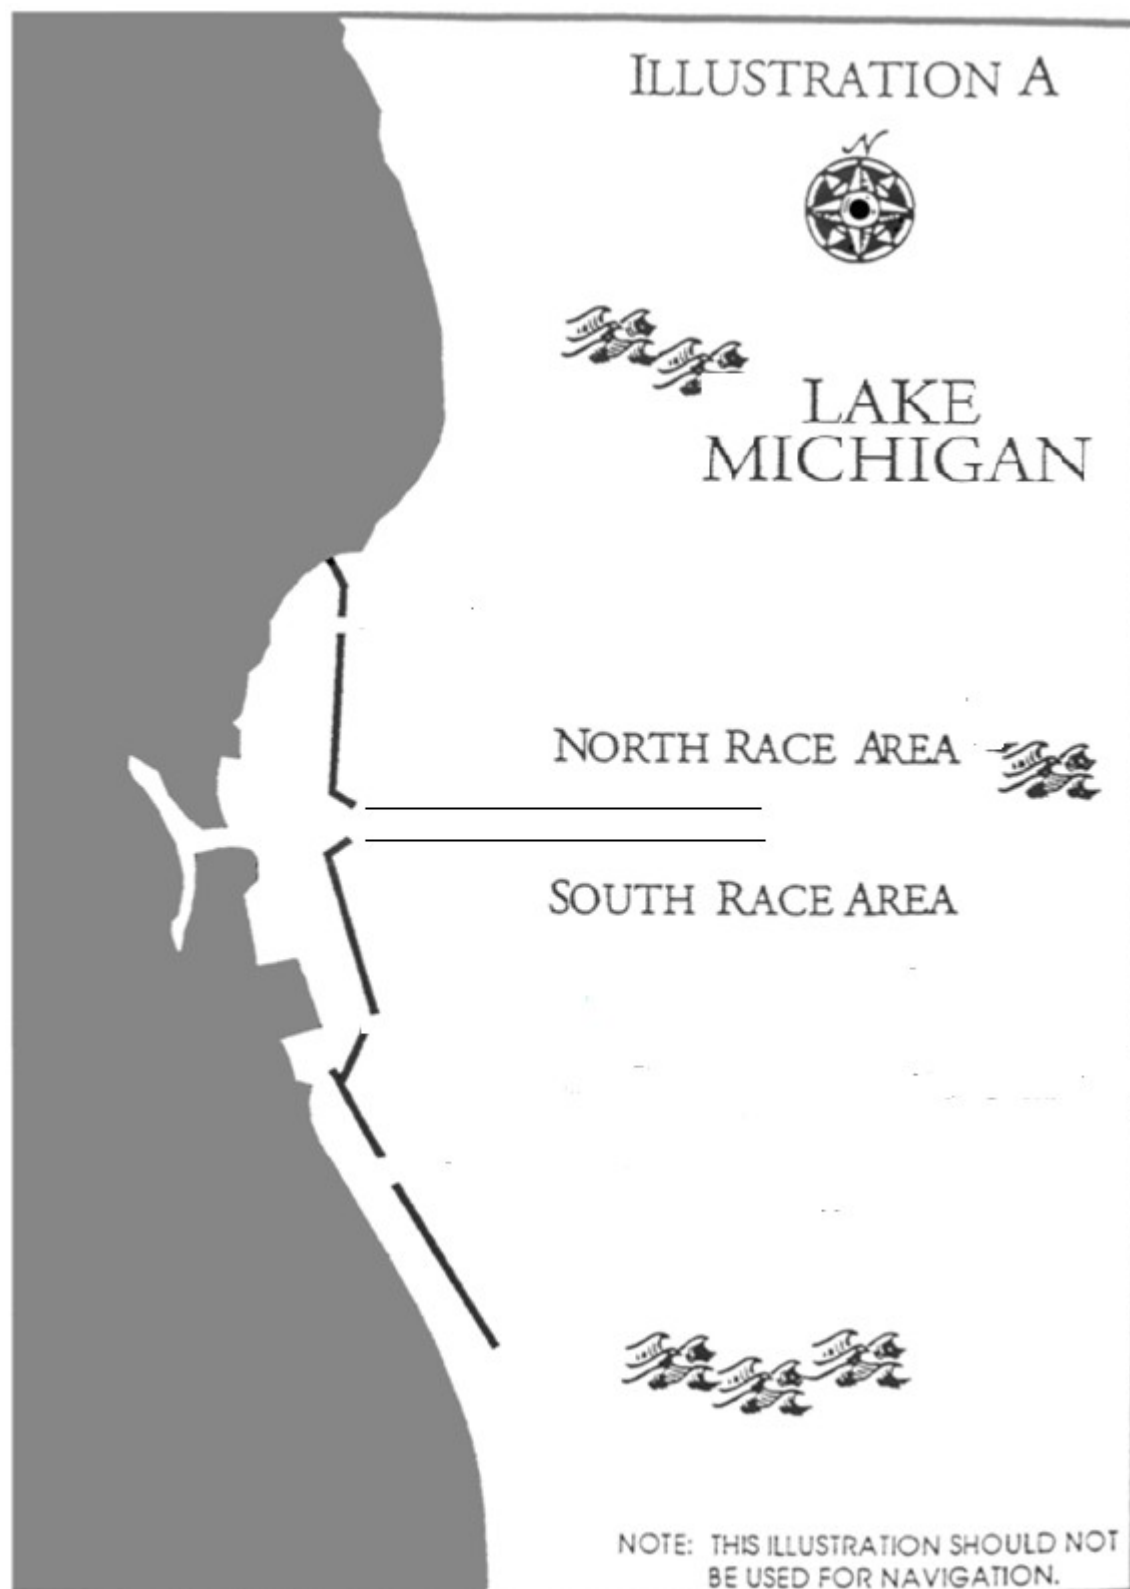 ILLUSTRATION A
N
LAKE
MICHIGAN
NORTH RACE AREA
SOUTH RACE AREA
NOTE: THIS ILLUSTRATION SHOULD NOT
BE USED FOR NAVIGATION.